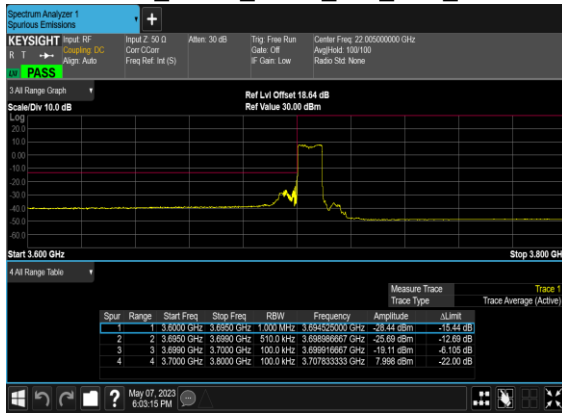 Spectrum Analyzer 1
Spurious Emissions
+
KEYSIGHT
R T
PASS
Input: RF
Coupling: DC
Align: Auto
Input Z: 50 Ω
Corr CCorr
Freq Ref: Int (S)
Atten: 30 dB
Trig: Free Run
Gate: Off
IF Gain: Low
Center Freq: 22.005000000 GHz
Avg|Hold: 100/100
Radio Std: None
3 All Range Graph
Scale/Div 10.0 dB
Ref Lvl Offset 18.64 dB
Ref Value 30.00 dBm
Log
20.0
10.0
0.00
-10.0
-20.0
-30.0
-40.0
-50.0
-60.0
Start 3.600 GHz
Stop 3.800 GH
4 All Range Table
Measure Trace Trace 1
Trace Type Trace Average (Active)
Spur Range Start Freq Stop Freq RBW Frequency Amplitude ΔLimit
1 1 3.6000 GHz 3.6950 GHz 1.000 MHz 3.694525000 GHz -28.44 dBm -15.44 dB
2 2 3.6950 GHz 3.6990 GHz 510.0 kHz 3.698986667 GHz -25.69 dBm -12.69 dB
3 3 3.6990 GHz 3.7000 GHz 100.0 kHz 3.699916667 GHz -19.11 dBm -6.105 dB
4 4 3.7000 GHz 3.8000 GHz 100.0 kHz 3.707833333 GHz 7.998 dBm -22.00 dB
?
May 07, 2023
6:03:15 PM